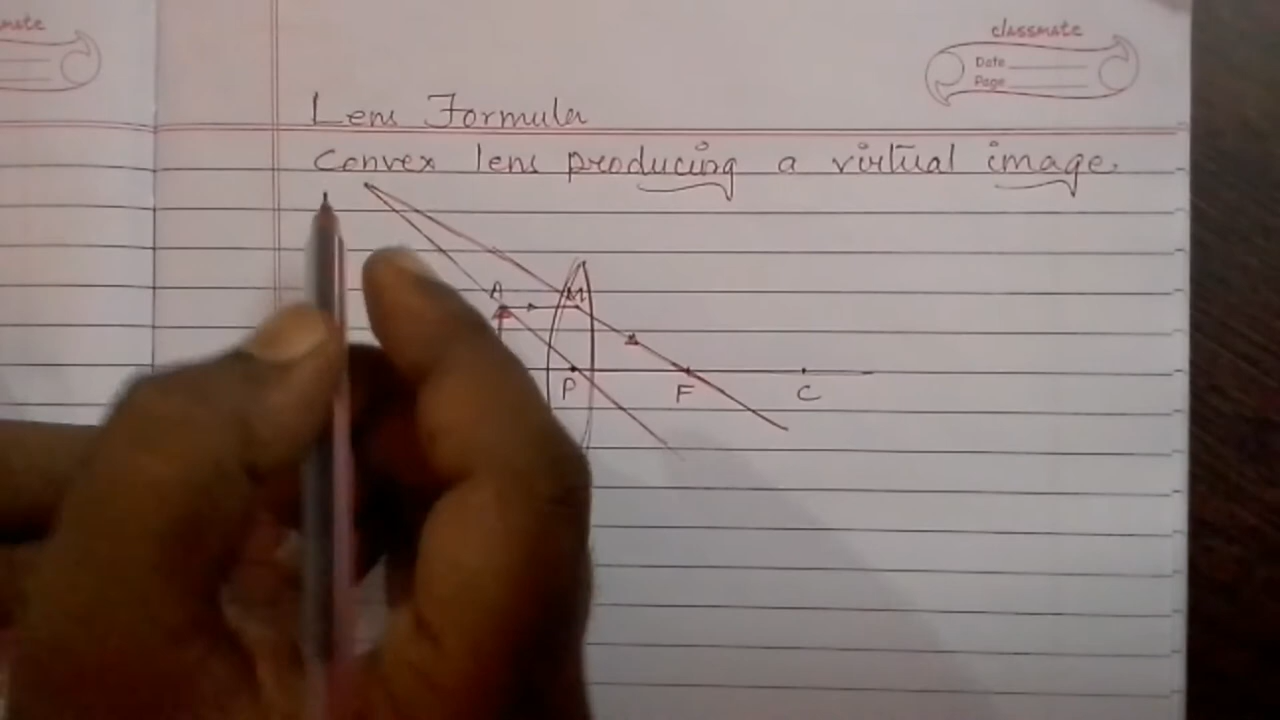 classmate
Date
Page
Lens Formula
Convex lens producing a virtual image.
A M
P F C